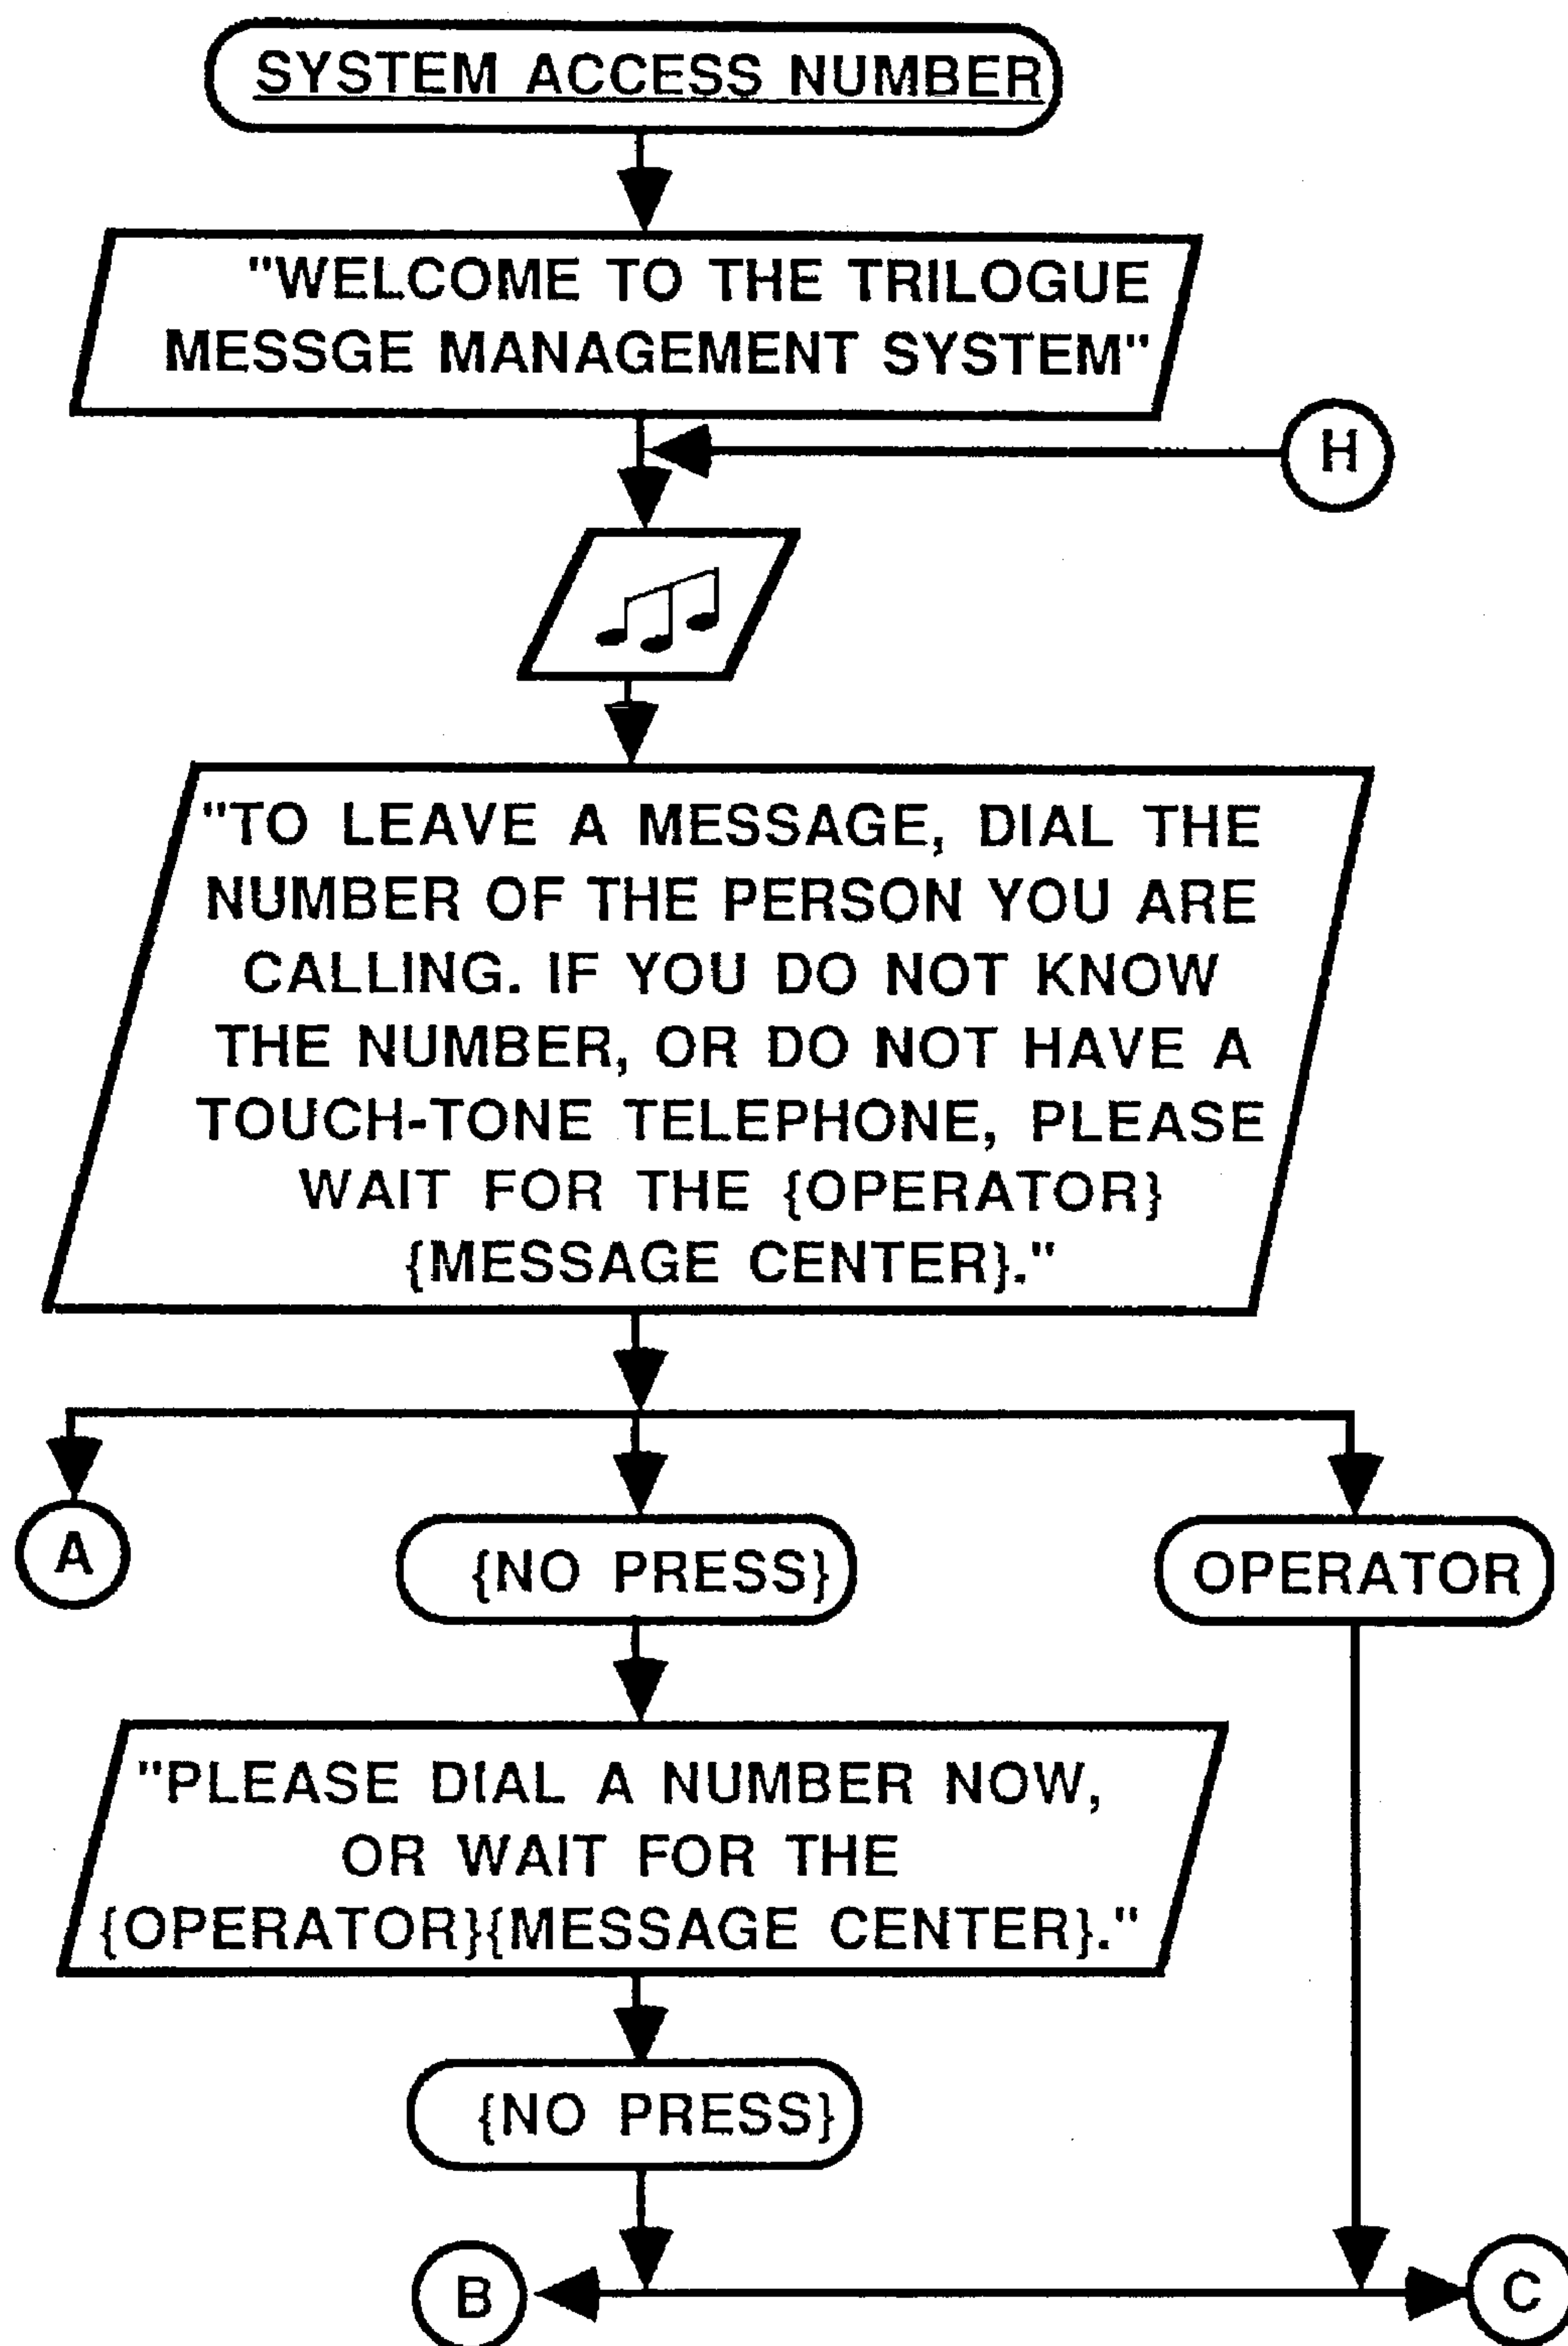 SYSTEM ACCESS NUMBER
"WELCOME TO THE TRILOGUE
MESSGE MANAGEMENT SYSTEM"
H
"TO LEAVE A MESSAGE, DIAL THE
NUMBER OF THE PERSON YOU ARE
CALLING. IF YOU DO NOT KNOW
THE NUMBER, OR DO NOT HAVE A
TOUCH-TONE TELEPHONE, PLEASE
WAIT FOR THE {OPERATOR}
{MESSAGE CENTER}."
A
{NO PRESS}
OPERATOR
"PLEASE DIAL A NUMBER NOW,
OR WAIT FOR THE
{OPERATOR}{MESSAGE CENTER}."
{NO PRESS}
B
C